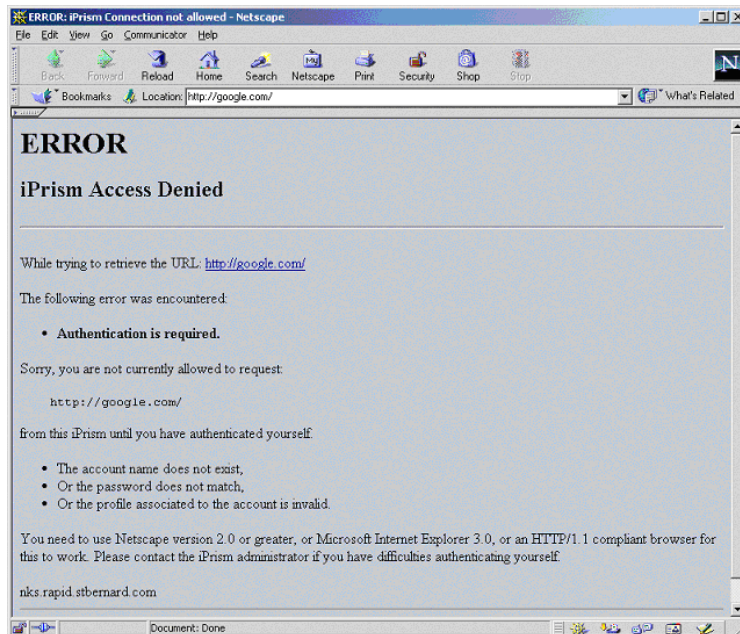 ERROR: iPrism Connection not allowed - Netscape
File Edit View Go Communicator Help
Back Forward Reload Home Search Netscape Print Security Shop Stop
My
N
Bookmarks Location: http://google.com/ What's Related
ERROR
iPrism Access Denied
While trying to retrieve the URL: http://google.com/
The following error was encountered:
• Authentication is required.
Sorry, you are not currently allowed to request:
http://google.com/
from this iPrism until you have authenticated yourself.
• The account name does not exist,
• Or the password does not match,
• Or the profile associated to the account is invalid.
You need to use Netscape version 2.0 or greater, or Microsoft Internet Explorer 3.0, or an HTTP/1.1 compliant browser for
this to work. Please contact the iPrism administrator if you have difficulties authenticating yourself.
nks.rapid.stbernard.com
Document: Done